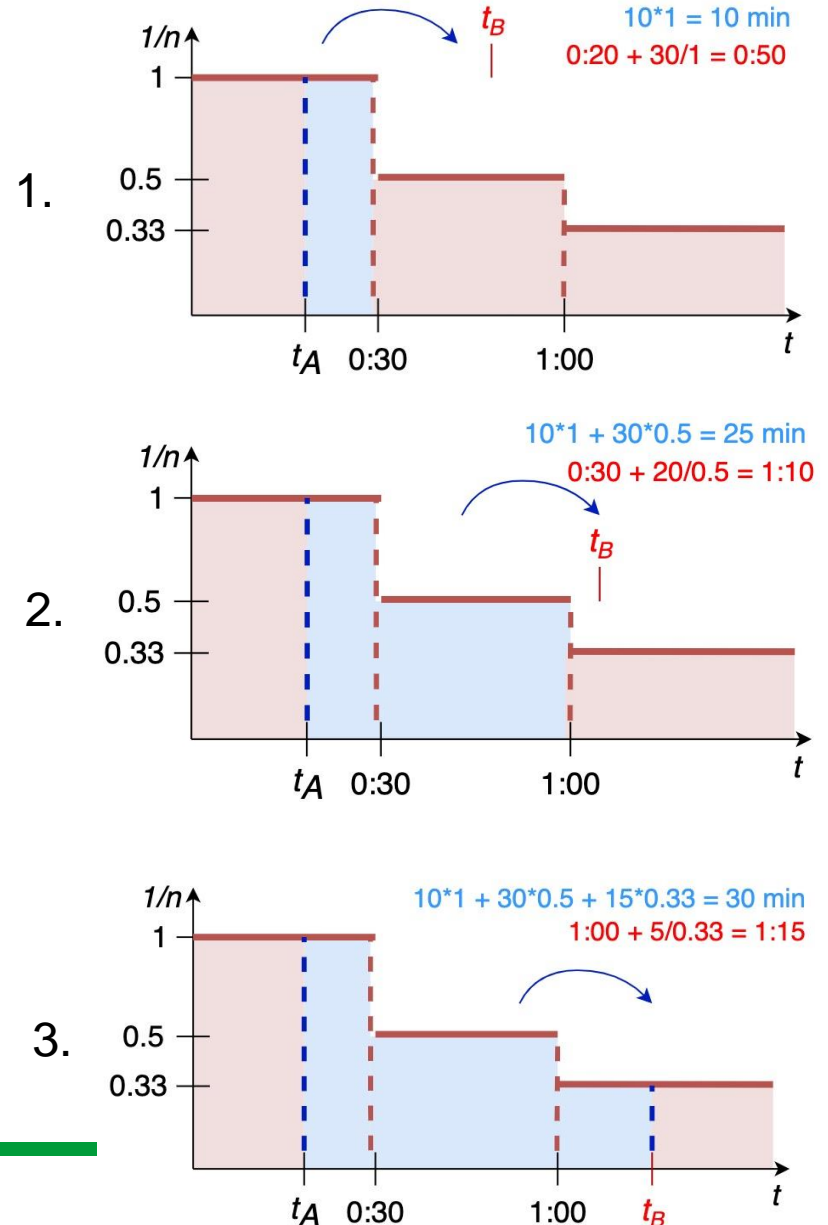 1.
1/n
t_B
10*1 = 10 min
0:20 + 30/1 = 0:50
1
0.5
0.33
t_A 0:30 1:00 t
2.
10*1 + 30*0.5 = 25 min
1/n
0:30 + 20/0.5 = 1:10
1
t_B
0.5
0.33
t_A 0:30 1:00 t
3.
1/n
10*1 + 30*0.5 + 15*0.33 = 30 min
1:00 + 5/0.33 = 1:15
1
0.5
0.33
t_A 0:30 1:00 t_B t